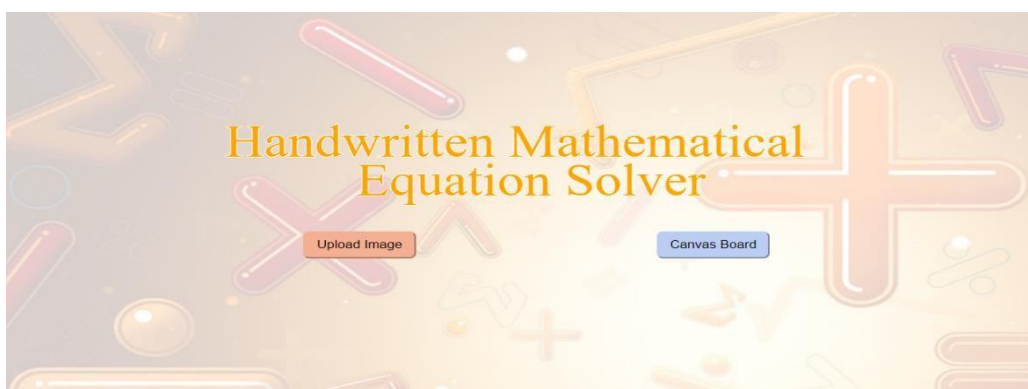 Handwritten Mathematical
Equation Solver
Upload Image
Canvas Board